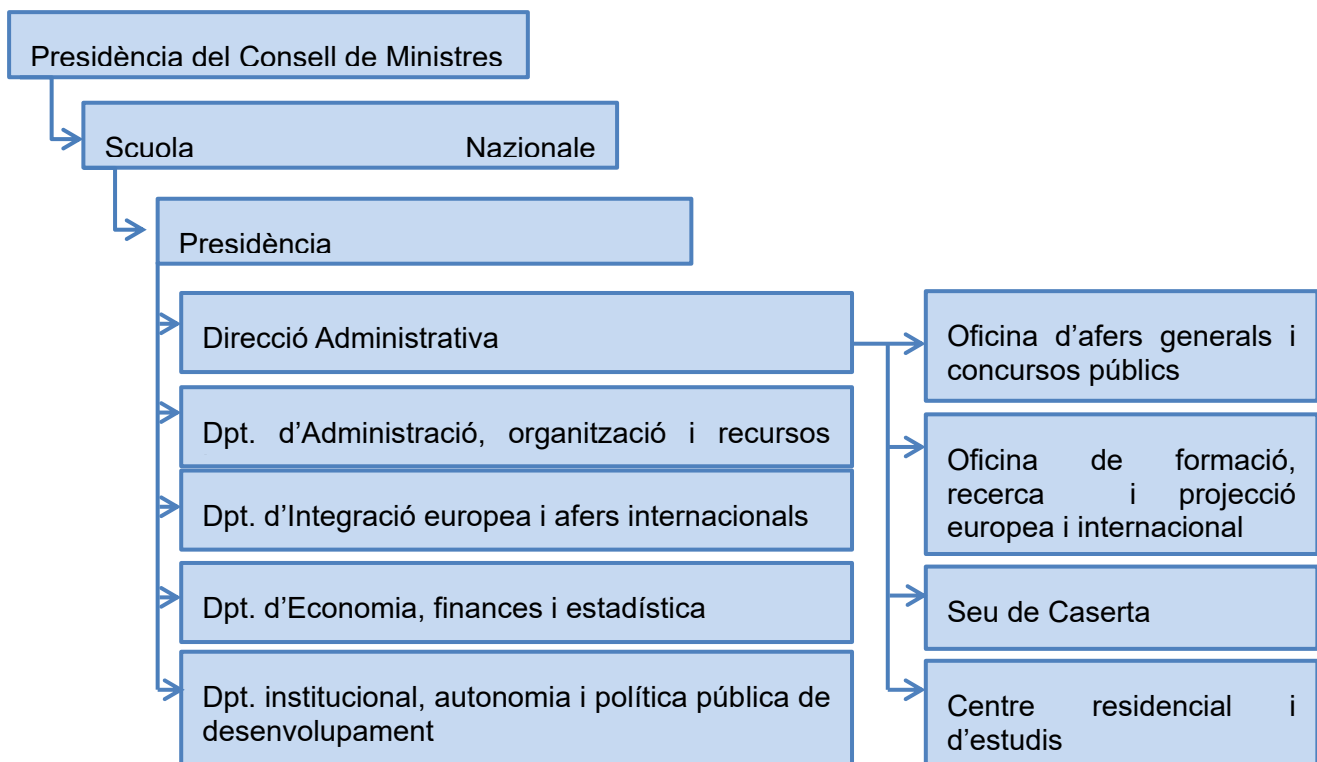 Presidència del Consell de Ministres
Scuola Nazionale
Presidència
Direcció Administrativa
Dpt. d’Administració, organització i recursos
Dpt. d’Integració europea i afers internacionals
Dpt. d’Economia, finances i estadística
Dpt. institucional, autonomia i política pública de
desenvolupament
Oficina d’afers generals i
concursos públics
Oficina de formació,
recerca i projecció
europea i internacional
Seu de Caserta
Centre residencial i
d’estudis